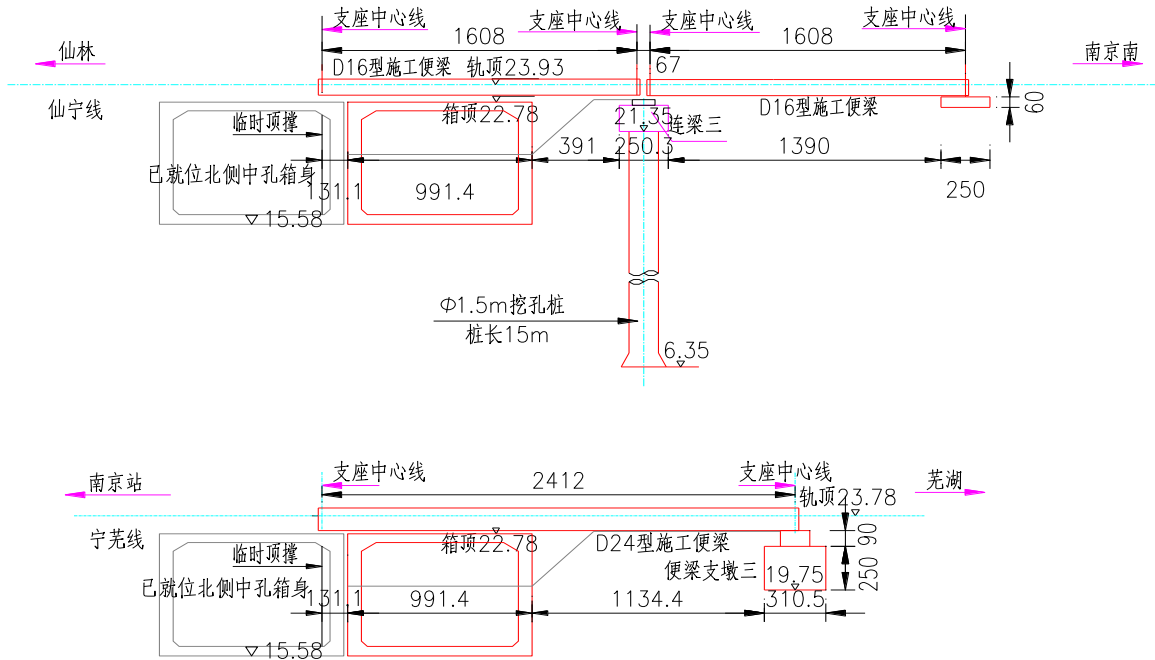 支座中心线
支座中心线
支座中心线
支座中心线
仙林
1608
1608
南京南
D16型施工便梁
轨顶23.93
67
仙宁线
箱顶22.78
21.35
D16型施工便梁
60
临时顶撑
连梁三
391
250.3
1390
已就位北侧中孔箱身
131.1
991.4
250
15.58
Φ1.5m挖孔桩
桩长15m
6.35
支座中心线
支座中心线
南京站
2412
芜湖
轨顶23.78
宁芜线
箱顶22.78
D24型施工便梁
90
临时顶撑
便梁支墩三
19.75
250
已就位北侧中孔箱身
131.1
991.4
1134.4
310.5
15.58